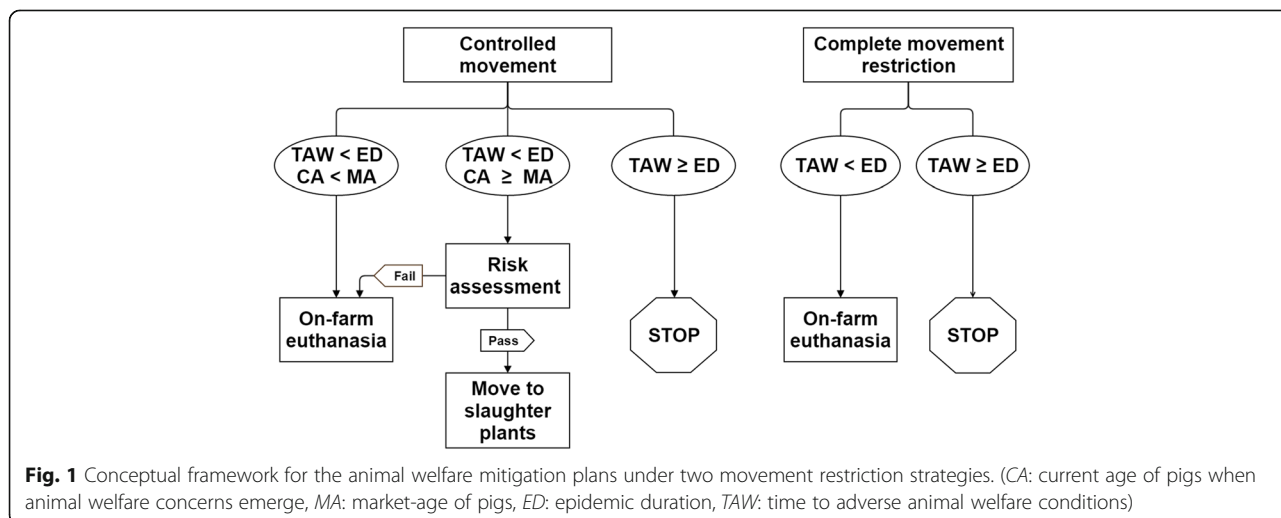 Controlled
movement
Complete movement
restriction
TAW < ED
CA < MA
TAW < ED
CA ≥ MA
TAW ≥ ED
TAW < ED
TAW ≥ ED
Fail
Risk
assessment
On-farm
euthanasia
Pass
STOP
On-farm
euthanasia
STOP
Move to
slaughter
plants
Fig. 1 Conceptual framework for the animal welfare mitigation plans under two movement restriction strategies. (CA: current age of pigs when
animal welfare concerns emerge, MA: market-age of pigs, ED: epidemic duration, TAW: time to adverse animal welfare conditions)